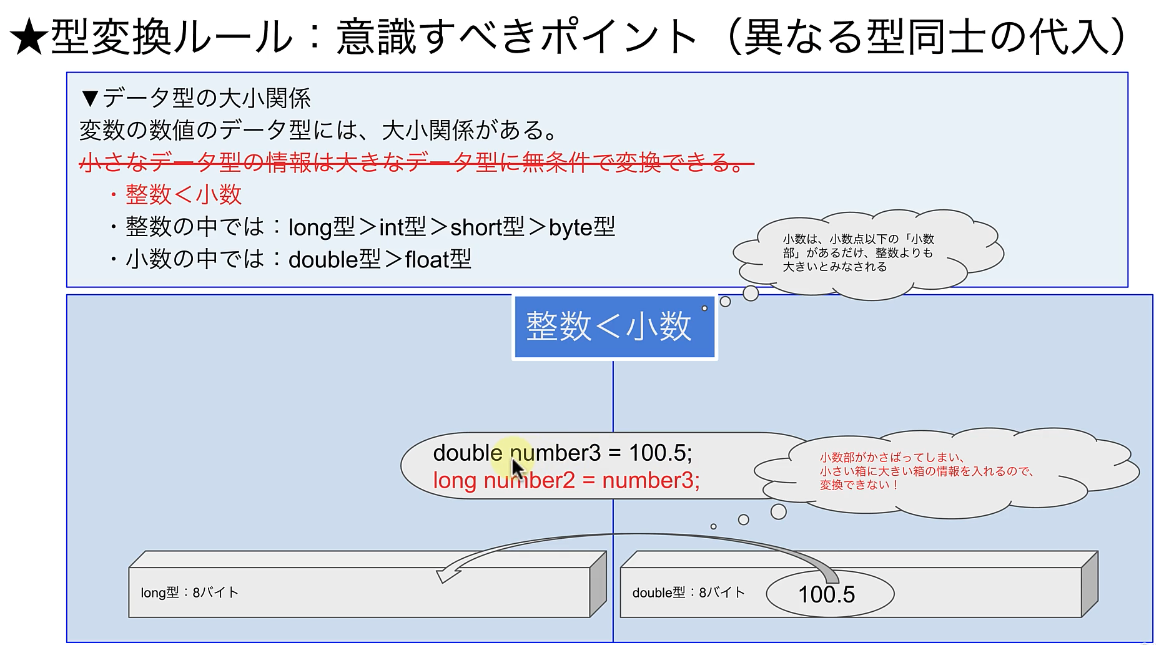 ★型変換ルール：意識すべきポイント（異なる型同士の代入）
▼データ型の大小関係
変数の数値のデータ型には、大小関係がある。
小さなデータ型の情報は大きなデータ型に無条件で変換できる。
・整数＜小数
・整数の中では：long型＞int型＞short型＞byte型
・小数の中では：double型＞float型
小数は、小数点以下の「小数
部」があるだけ、整数よりも
大きいとみなされる
整数＜小数
double number3 = 100.5;
long number2 = number3;
小数部がかさばってしまい、
小さい箱に大きい箱の情報を入れるので、
変換できない！
long型：8バイト
double型：8バイト
100.5